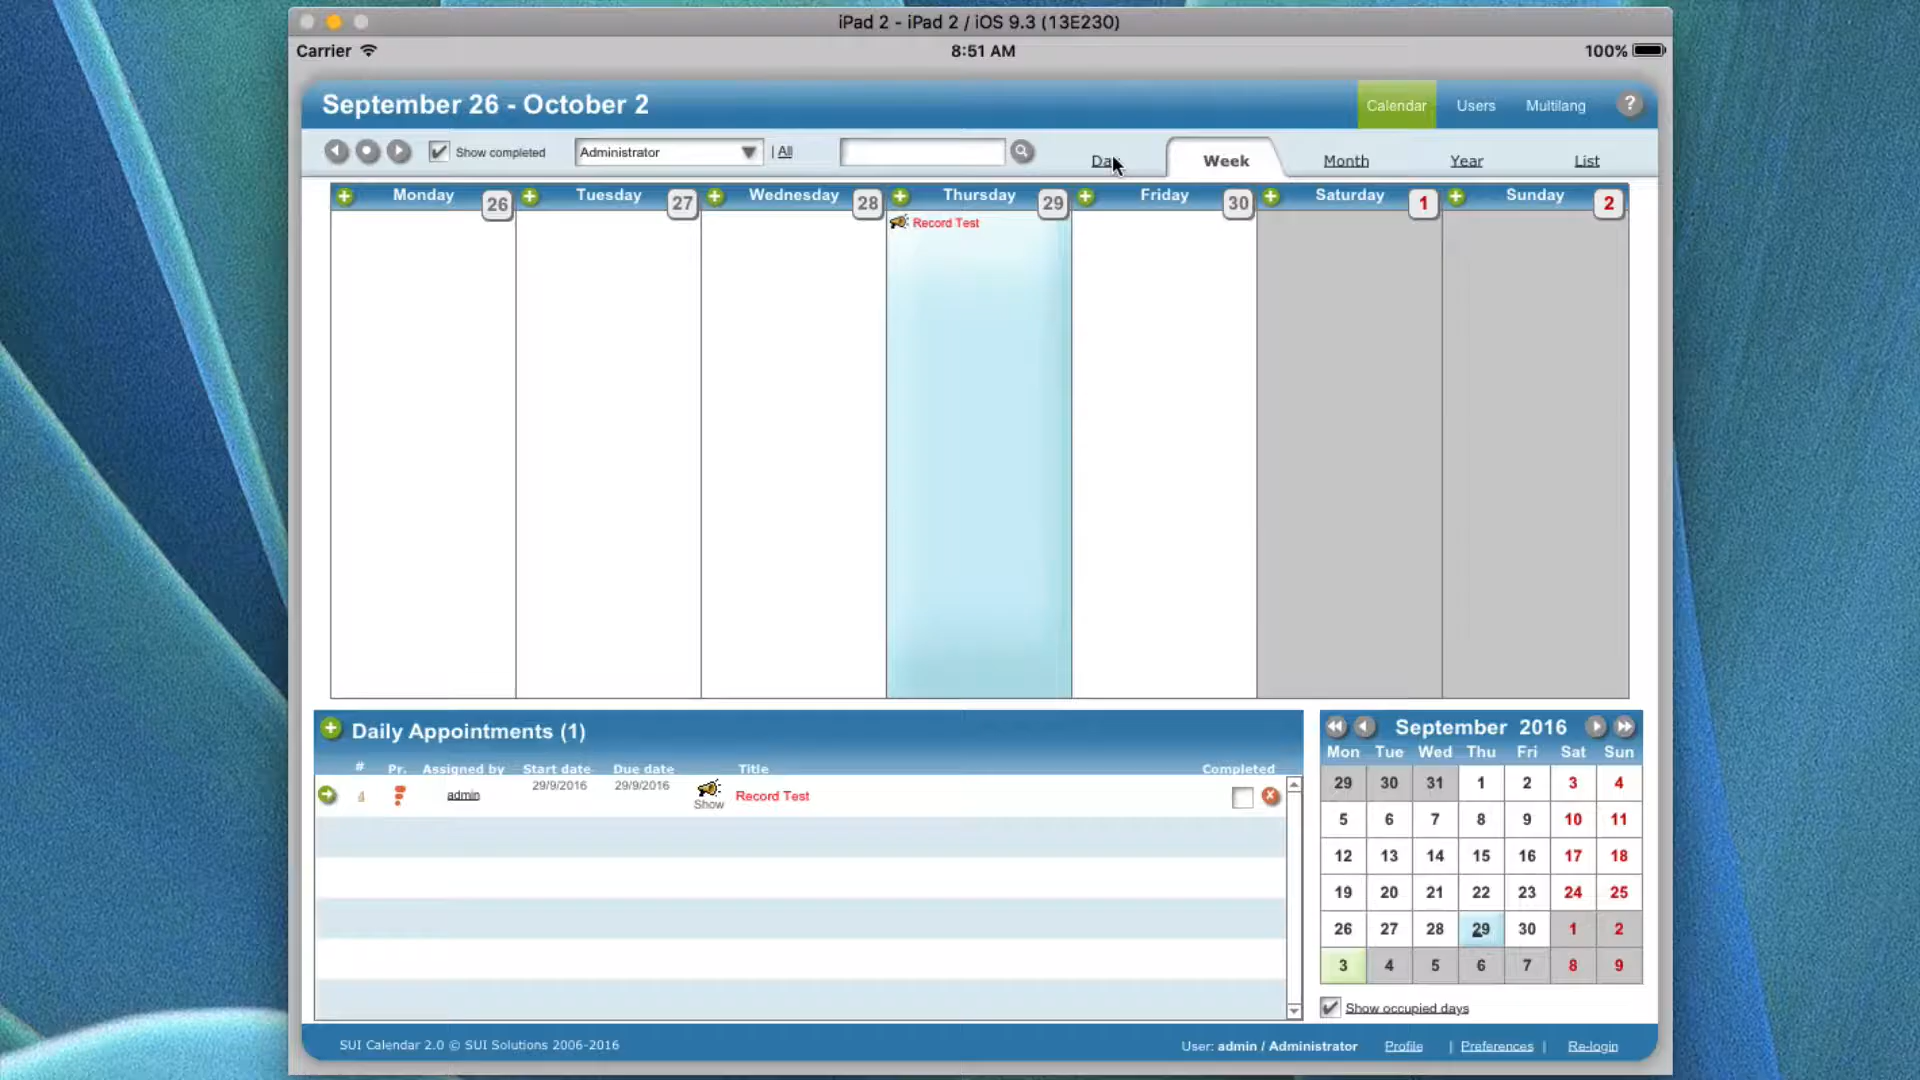 iPad 2 - iPad 2 / iOS 9.3 (13E230)
Carrier 8:51 AM 100%
September 26 - October 2 Calendar Users Multilang ?
Show completed Administrator | All Day Week Month Year List
Monday 26 Tuesday 27 Wednesday 28 Thursday 29 Friday 30 Saturday 1 Sunday 2
Record Test
Daily Appointments (1)
# Pr. Assigned by Start date Due date Title Completed
4 admin 29/9/2016 29/9/2016 Show Record Test
September 2016
Mon Tue Wed Thu Fri Sat Sun
29 30 31 1 2 3 4
5 6 7 8 9 10 11
12 13 14 15 16 17 18
19 20 21 22 23 24 25
26 27 28 29 30 1 2
3 4 5 6 7 8 9
Show occupied days
SUI Calendar 2.0 © SUI Solutions 2006-2016 User: admin / Administrator Profile | Preferences | Re-login